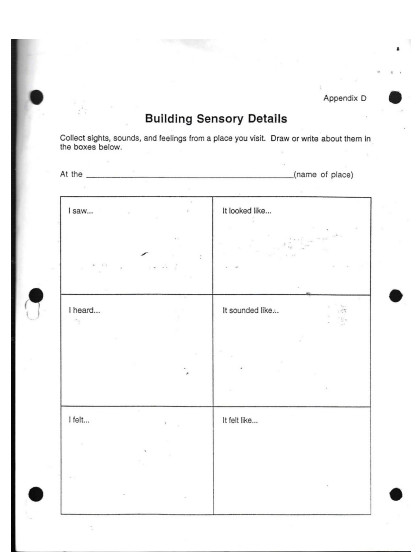 Appendix D
Building Sensory Details
Collect sights, sounds, and feelings from a place you visit. Draw or write about them in
the boxes below.
At the ______________________________(name of place)
I saw...
It looked like...
I heard...
It sounded like...
I felt...
It felt like...